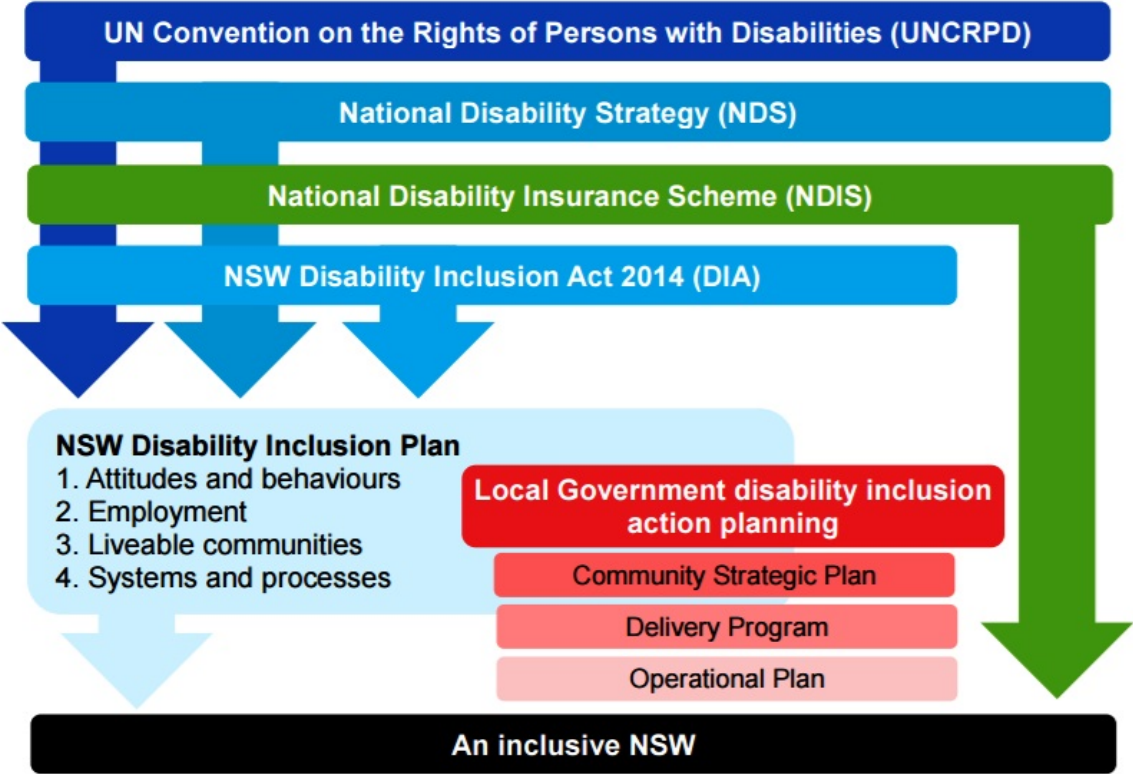 UN Convention on the Rights of Persons with Disabilities (UNCRPD)
National Disability Strategy (NDS)
National Disability Insurance Scheme (NDIS)
NSW Disability Inclusion Act 2014 (DIA)
NSW Disability Inclusion Plan
1. Attitudes and behaviours
2. Employment
3. Liveable communities
4. Systems and processes
Local Government disability inclusion
action planning
Community Strategic Plan
Delivery Program
Operational Plan
An inclusive NSW